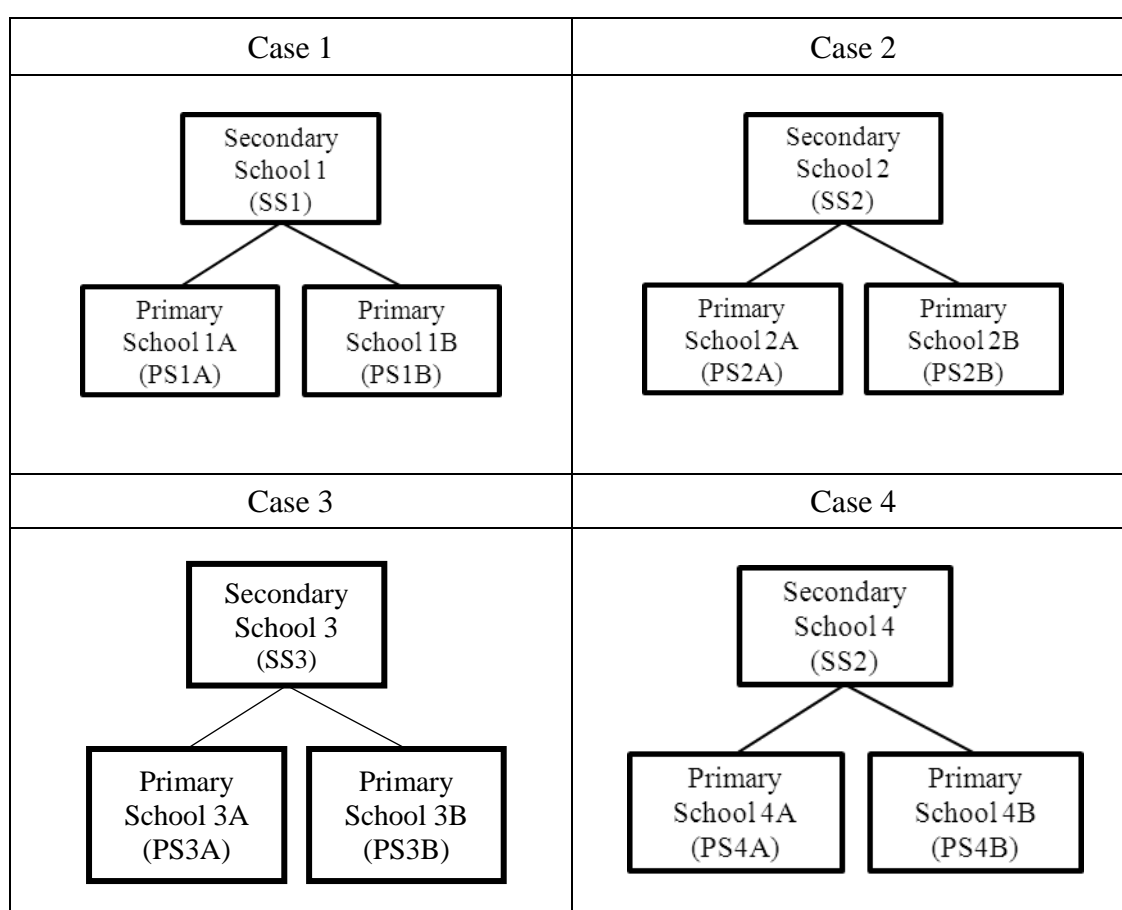 Case 1
Case 2
Secondary
School 1
(SS1)
Primary
School 1A
(PS1A)
Primary
School 1B
(PS1B)
Secondary
School 2
(SS2)
Primary
School 2A
(PS2A)
Primary
School 2B
(PS2B)
Case 3
Case 4
Secondary
School 3
(SS3)
Primary
School 3A
(PS3A)
Primary
School 3B
(PS3B)
Secondary
School 4
(SS2)
Primary
School 4A
(PS4A)
Primary
School 4B
(PS4B)